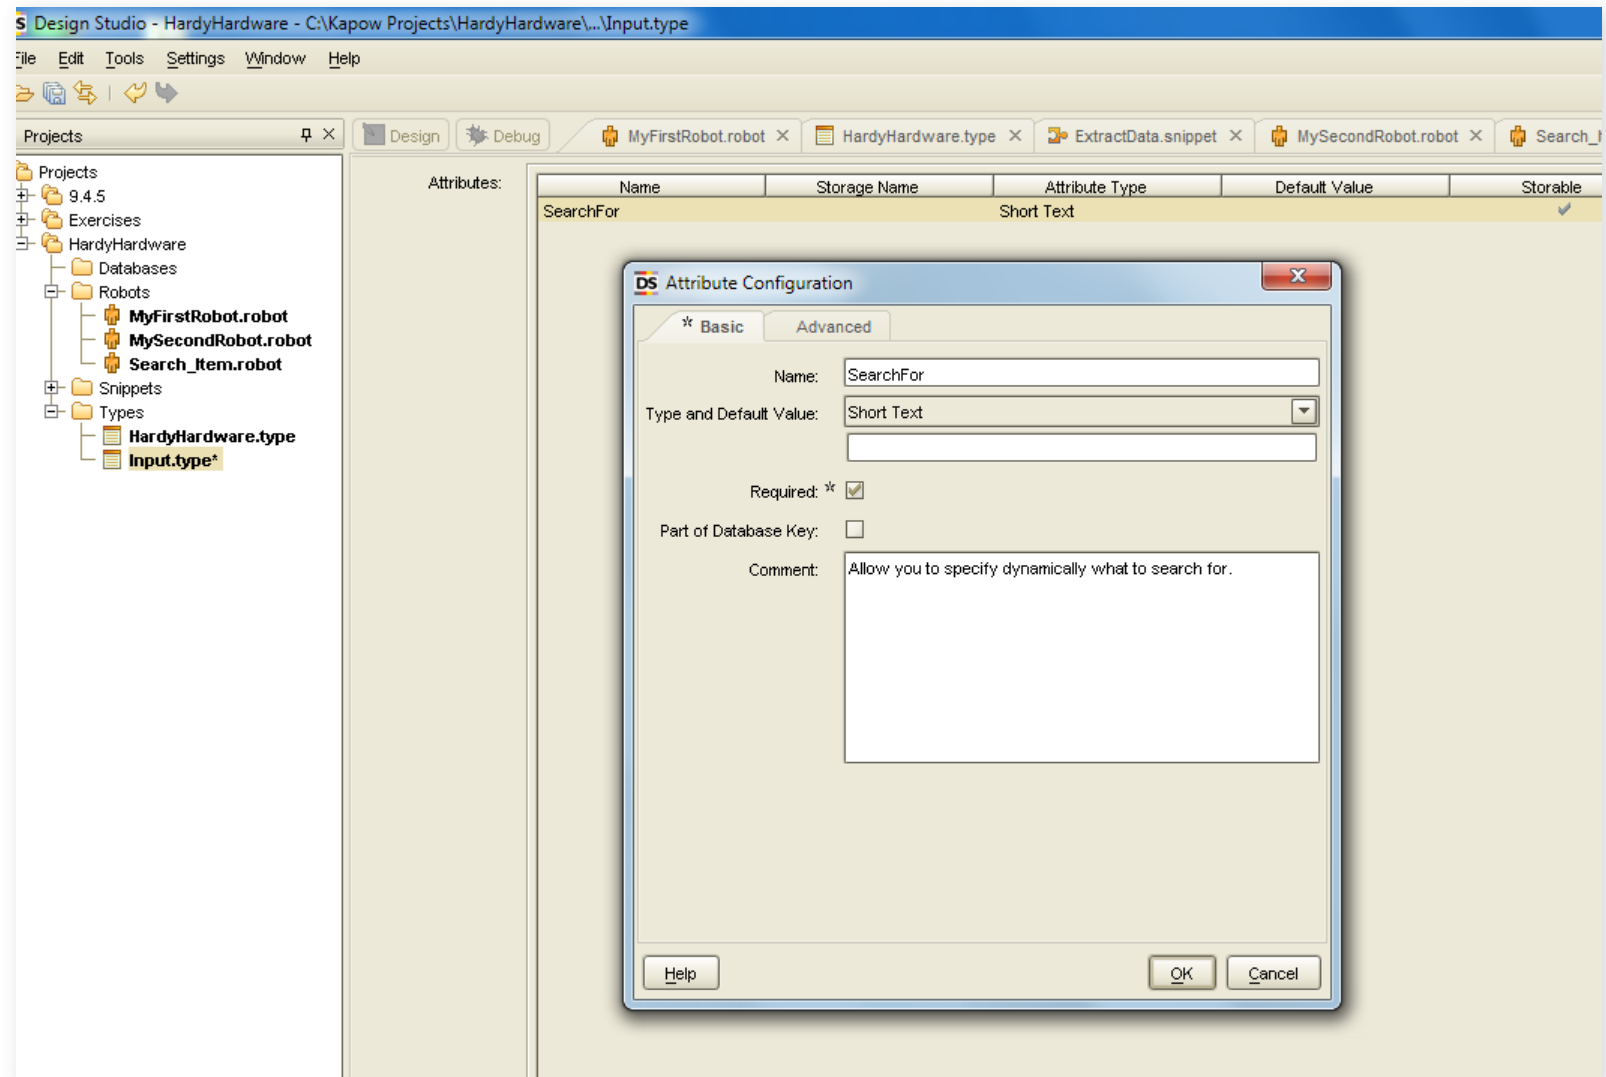 S Design Studio - HardyHardware - C:\Kapow Projects\HardyHardware\...\Input.type
File Edit Tools Settings Window Help
Projects
Design Debug MyFirstRobot.robot HardyHardware.type ExtractData.snippet MySecondRobot.robot Search_
Projects
9.4.5
Exercises
HardyHardware
Databases
Robots
MyFirstRobot.robot
MySecondRobot.robot
Search_Item.robot
Snippets
Types
HardyHardware.type
Input.type*
Attributes:
Name Storage Name Attribute Type Default Value Storable
SearchFor Short Text
DS Attribute Configuration
* Basic Advanced
Name: SearchFor
Type and Default Value: Short Text
Required: *
Part of Database Key:
Comment: Allow you to specify dynamically what to search for.
Help OK Cancel